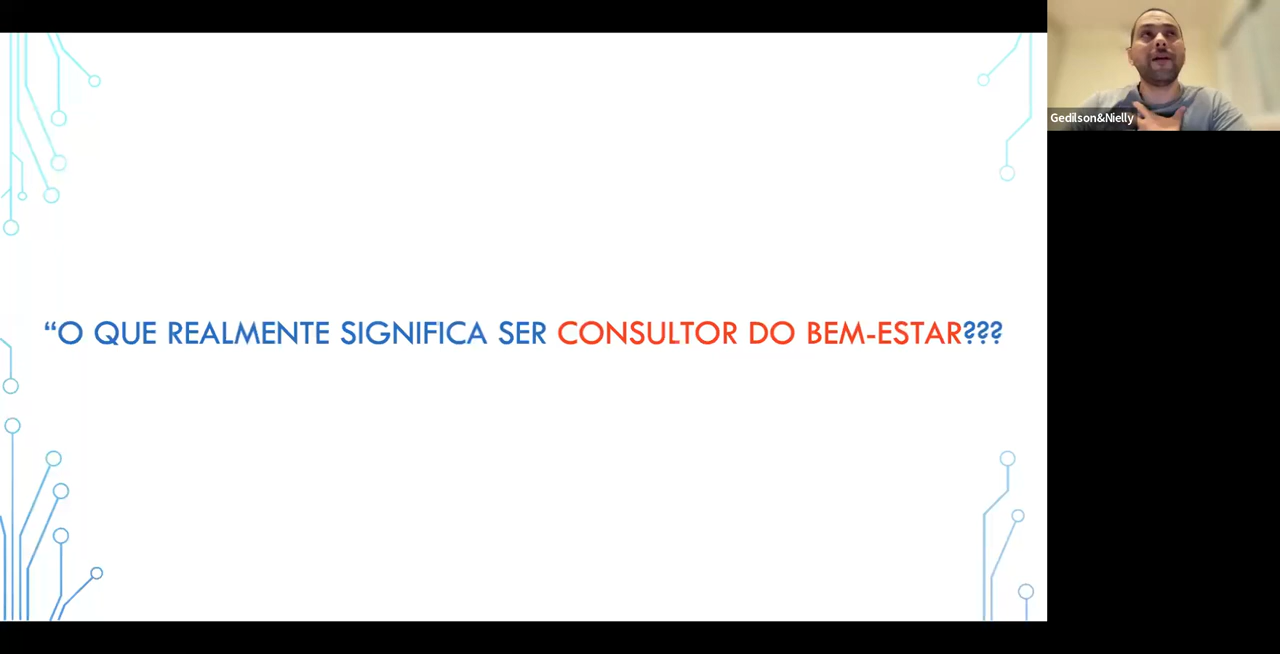 “O QUE REALMENTE SIGNIFICA SER CONSULTOR DO BEM-ESTAR???
Gedilson&Nielly